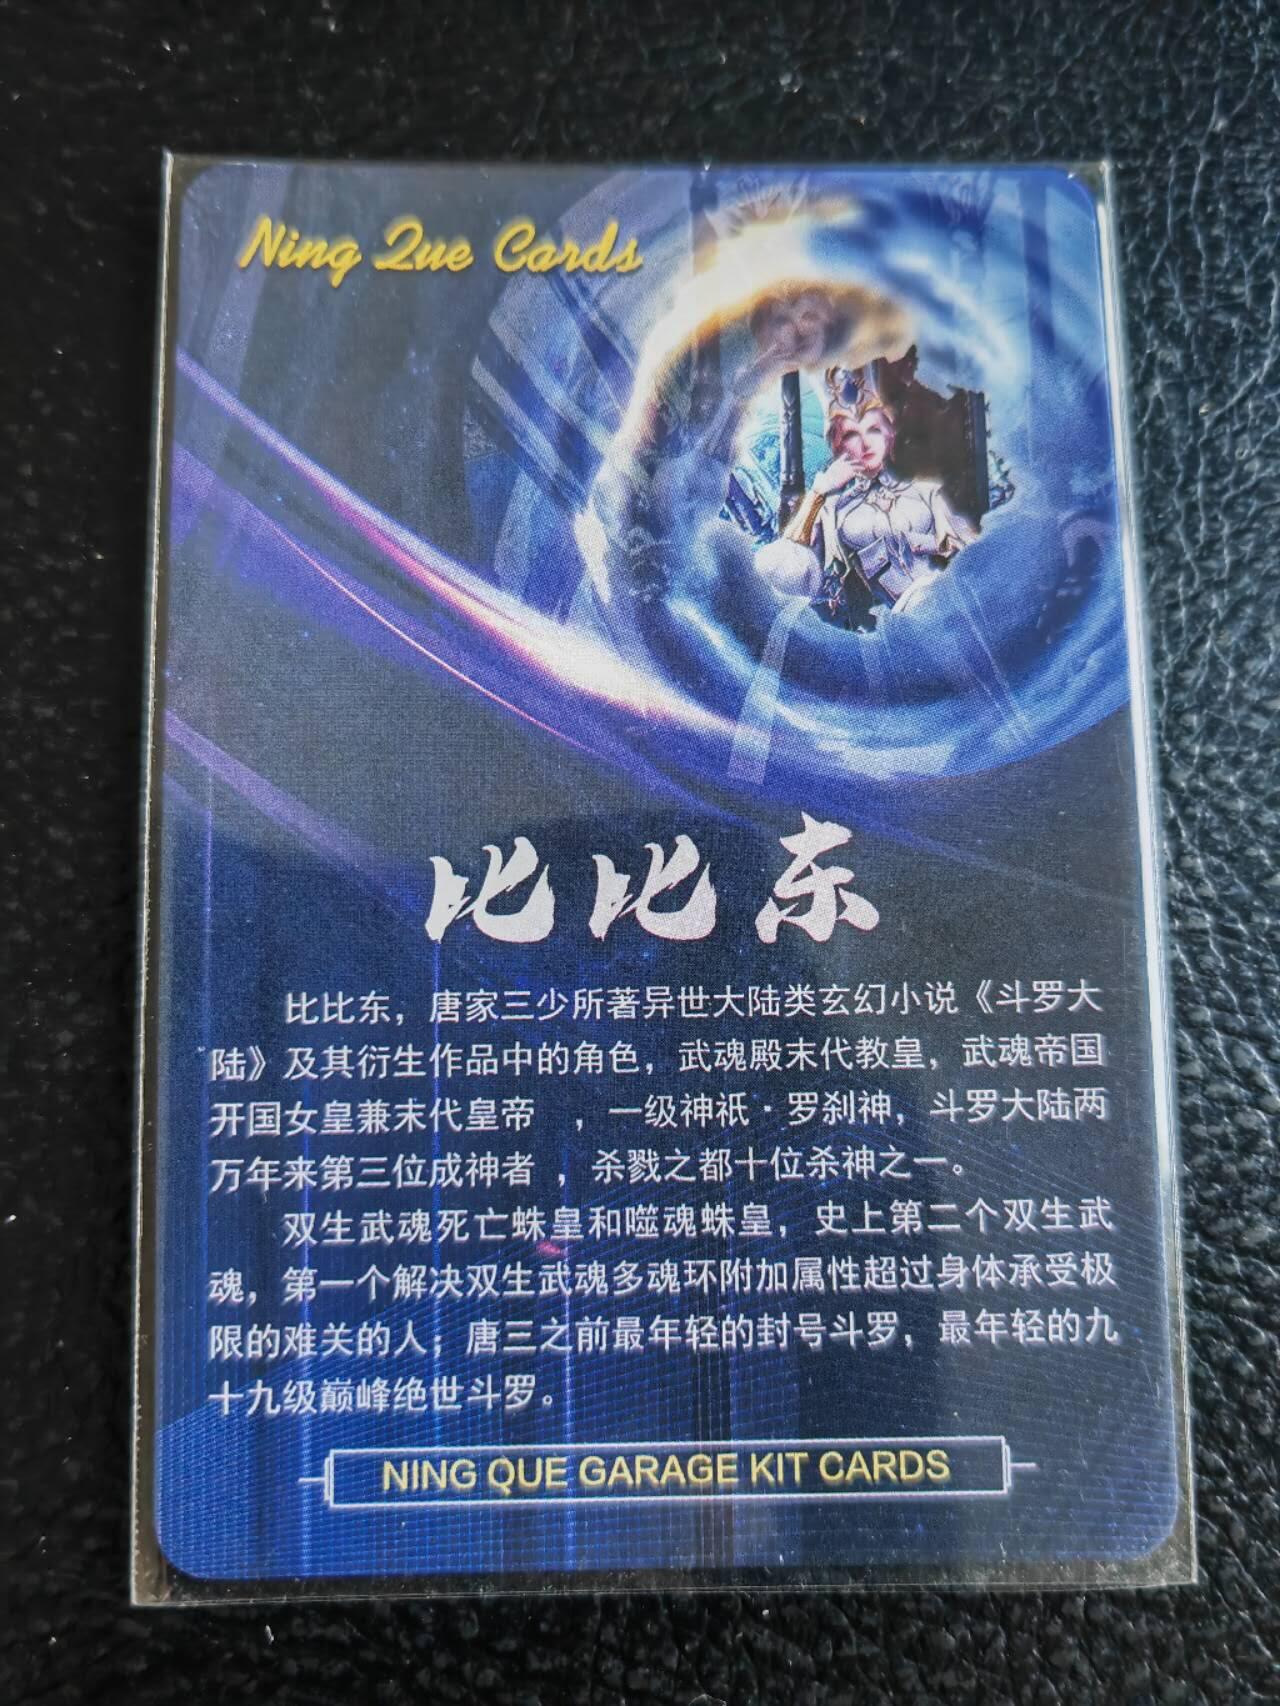 Ning Que Cards
比比东
比比东，唐家三少所著异世大陆类玄幻小说《斗罗大
陆》及其衍生作品中的角色，武魂殿末代教皇，武魂帝国
开国女皇兼末代皇帝 ，一级神祇·罗刹神，斗罗大陆两
万年来第三位成神者 ，杀戮之都十位杀神之一。
双生武魂死亡蛛皇和噬魂蛛皇，史上第二个双生武
魂，第一个解决双生武魂多魂环附加属性超过身体承受极
限的难关的人；唐三之前最年轻的封号斗罗，最年轻的九
十九级巅峰绝世斗罗。
NING QUE GARAGE KIT CARDS